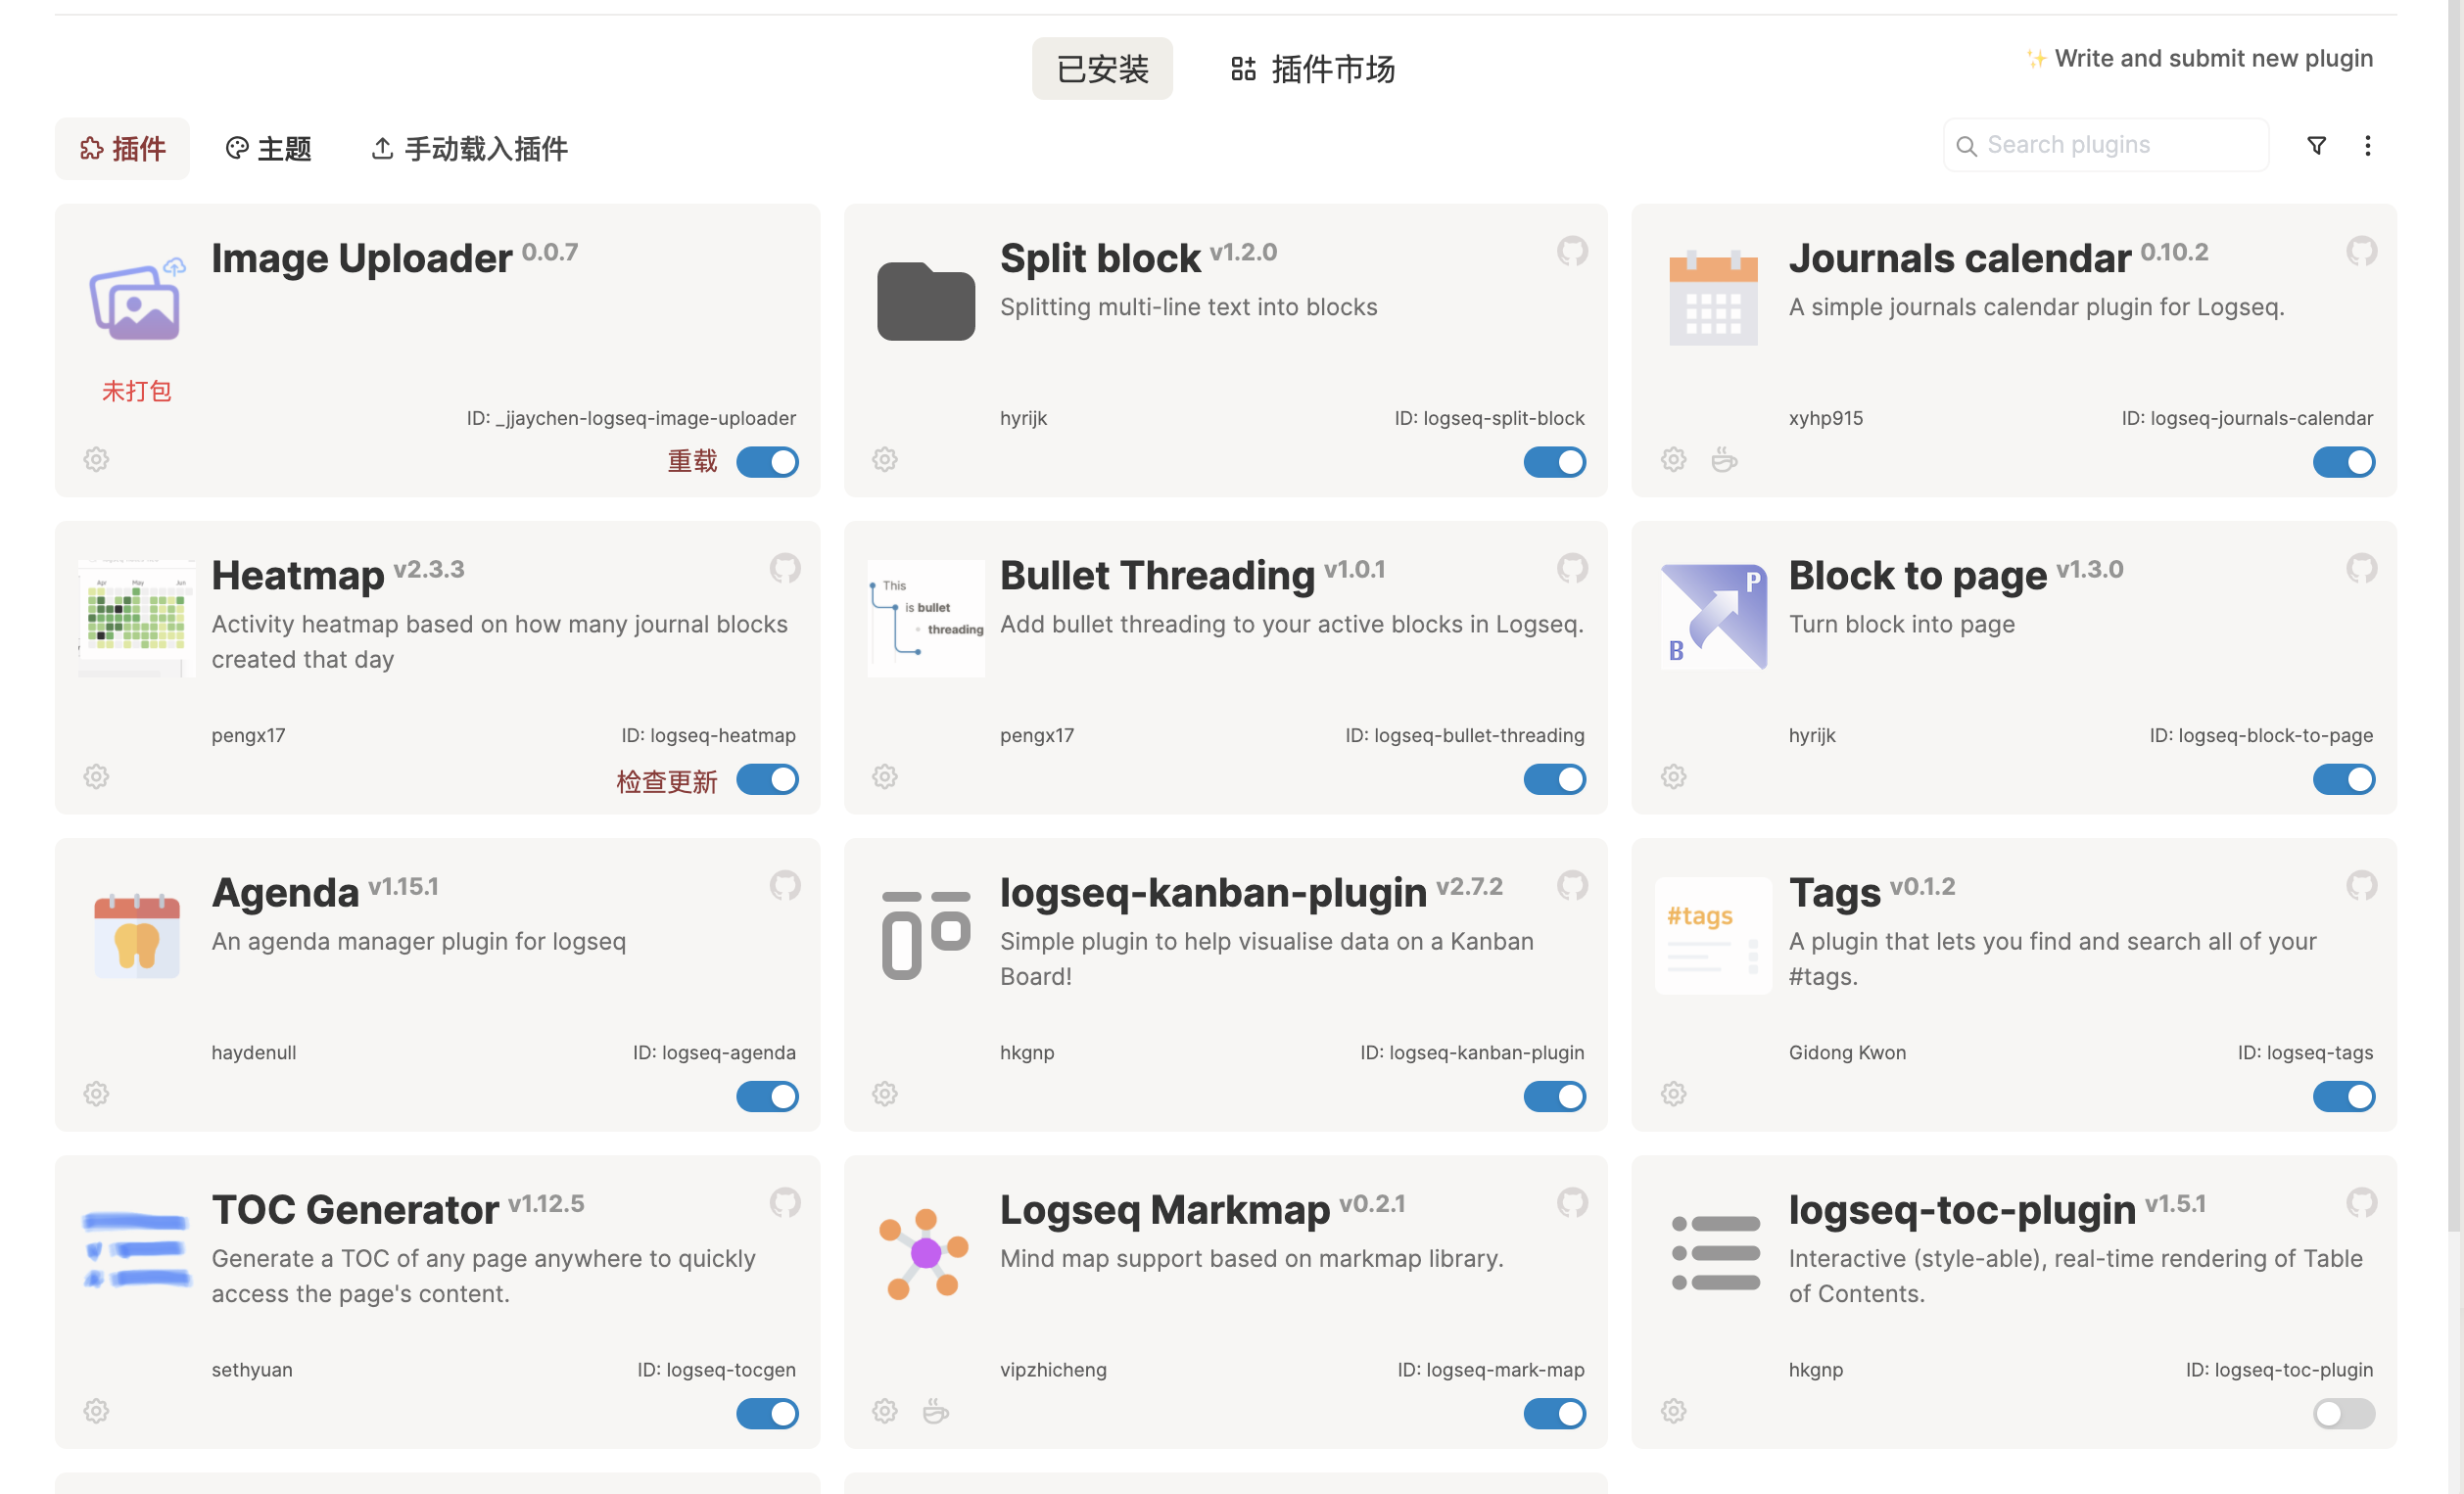 已安装
插件市场
✨ Write and submit new plugin
插件
主题
手动载入插件
Search plugins
Image Uploader 0.0.7
未打包
ID: _jjaychen-logseq-image-uploader
重载
Split block v1.2.0
Splitting multi-line text into blocks
hyrijk
ID: logseq-split-block
Journals calendar 0.10.2
A simple journals calendar plugin for Logseq.
xyhp915
ID: logseq-journals-calendar
Apr May Jun
Heatmap v2.3.3
Activity heatmap based on how many journal blocks
created that day
pengx17
ID: logseq-heatmap
检查更新
This
is bullet
threading
Bullet Threading v1.0.1
Add bullet threading to your active blocks in Logseq.
pengx17
ID: logseq-bullet-threading
P
B
Block to page v1.3.0
Turn block into page
hyrijk
ID: logseq-block-to-page
Agenda v1.15.1
An agenda manager plugin for logseq
haydenull
ID: logseq-agenda
logseq-kanban-plugin v2.7.2
Simple plugin to help visualise data on a Kanban
Board!
hkgnp
ID: logseq-kanban-plugin
#tags
Tags v0.1.2
A plugin that lets you find and search all of your
#tags.
Gidong Kwon
ID: logseq-tags
TOC Generator v1.12.5
Generate a TOC of any page anywhere to quickly
access the page's content.
sethyuan
ID: logseq-tocgen
Logseq Markmap v0.2.1
Mind map support based on markmap library.
vipzhicheng
ID: logseq-mark-map
logseq-toc-plugin v1.5.1
Interactive (style-able), real-time rendering of Table
of Contents.
hkgnp
ID: logseq-toc-plugin